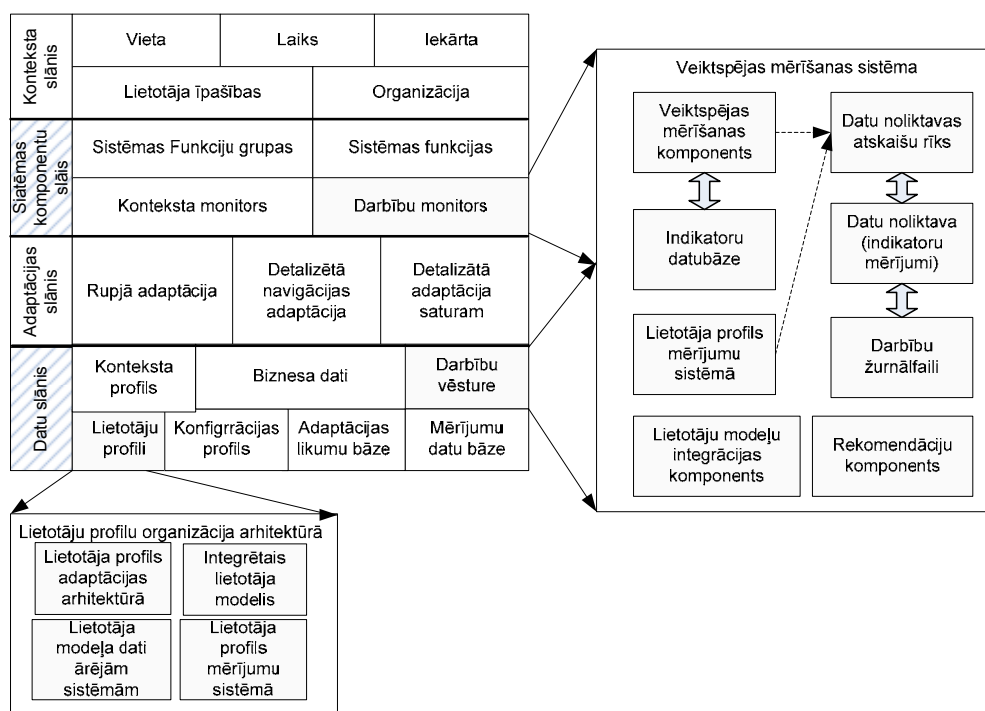 Konteksta
slānis
Vieta
Laiks
Iekārta
Lietotāja īpašības
Organizācija
Siatēmas
komponentu
slāis
Sistēmas Funkciju grupas
Sistēmas funkcijas
Konteksta monitors
Darbību monitors
Adaptācijas
slānis
Rupjā adaptācija
Detalizētā
navigācijas
adaptācija
Detalizātā
adaptācija
saturam
Datu slānis
Konteksta
profils
Biznesa dati
Darbību
vēsture
Lietotāju
profili
Konfigrrācijas
profils
Adaptācijas
likumu bāze
Mērījumu
datu bāze
Veiktspējas mērīšanas sistēma
Veiktspējas
mērīšanas
komponents
Datu noliktavas
atskaišu rīks
Indikatoru
datubāze
Datu noliktava
(indikatoru
mērījumi)
Lietotāja profils
mērījumu
sistēmā
Darbību
žurnālfaili
Lietotāju modeļu
integrācijas
komponents
Rekomendāciju
komponents
Lietotāju profilu organizācija arhitektūrā
Lietotāja profils
adaptācijas
arhitektūrā
Integrētais
lietotāja
modelis
Lietotāja
modeļa dati
ārējām
sistēmām
Lietotāja
profils
mērījumu
sistēmā